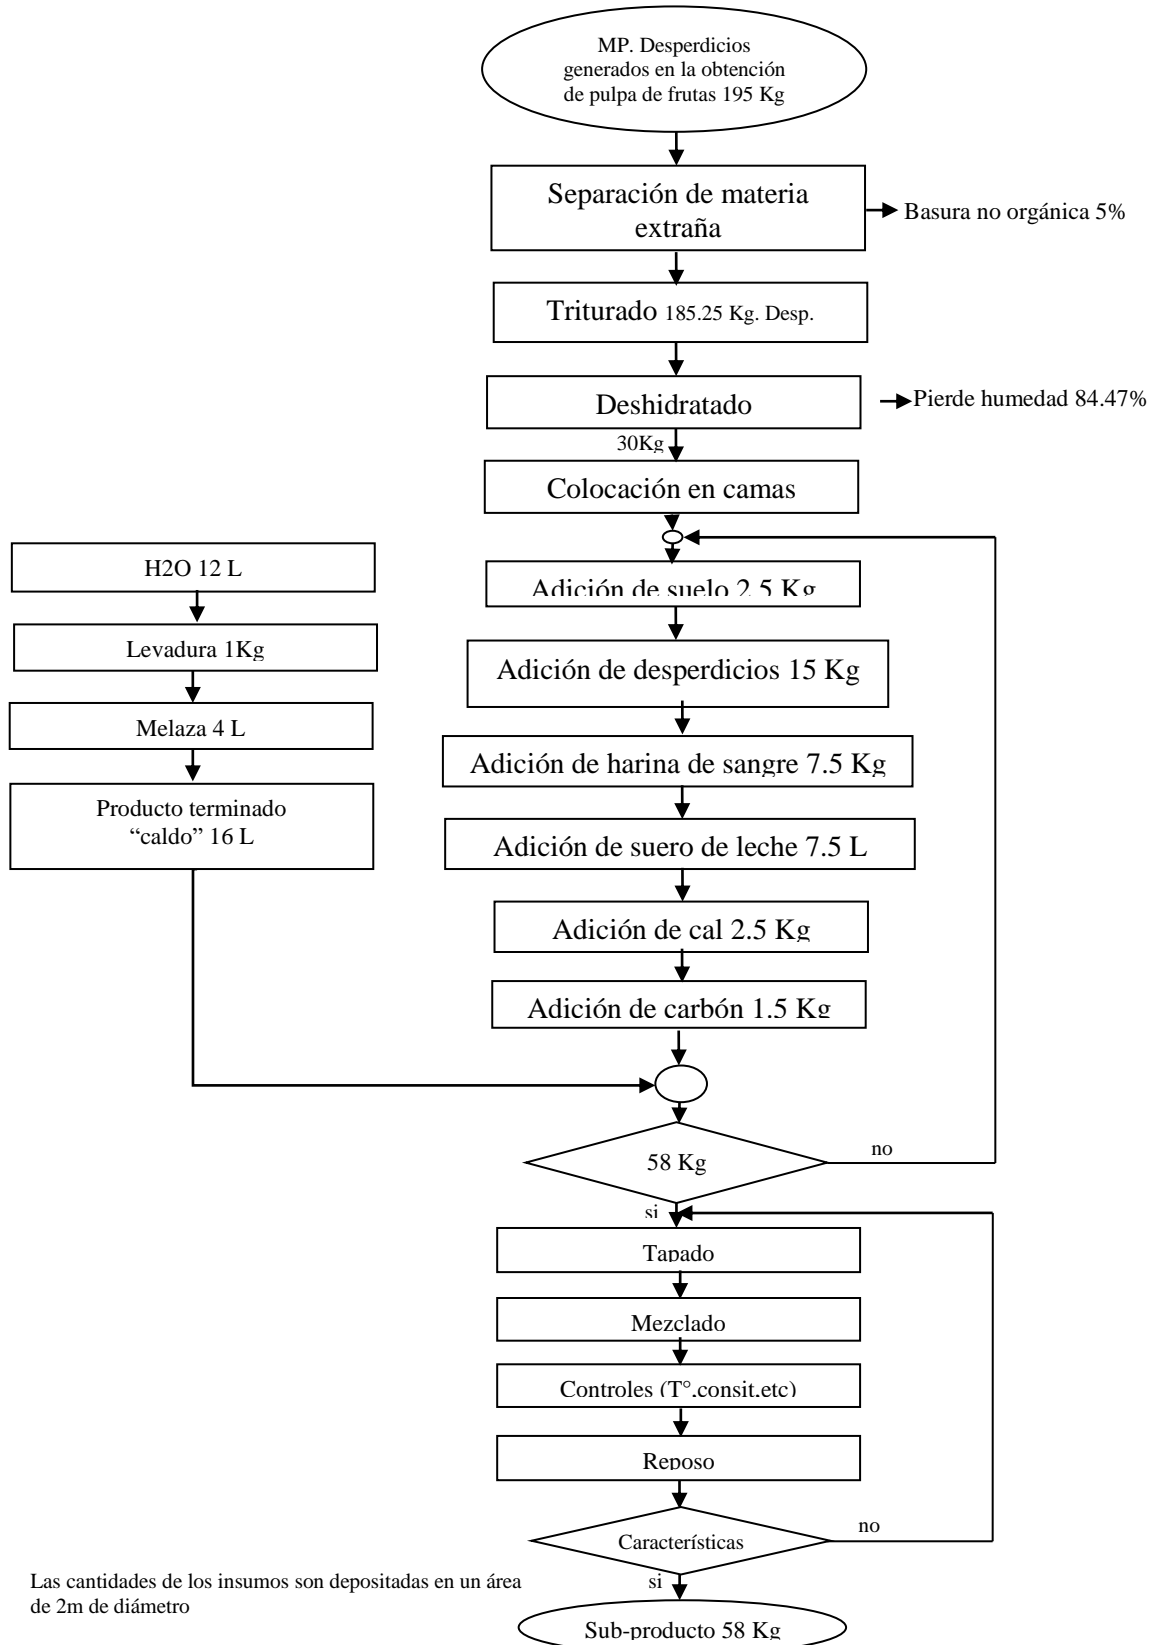 MP. Desperdicios
generados en la obtención
de pulpa de frutas 195 Kg
Separación de materia
extraña
Basura no orgánica 5%
Triturado 185.25 Kg. Desp.
Deshidratado
Pierde humedad 84.47%
30Kg
Colocación en camas
H2O 12 L
Levadura 1Kg
Melaza 4 L
Producto terminado
“caldo” 16 L
Adición de suelo 2.5 Kg
Adición de desperdicios 15 Kg
Adición de harina de sangre 7.5 Kg
Adición de suero de leche 7.5 L
Adición de cal 2.5 Kg
Adición de carbón 1.5 Kg
58 Kg
no
si
Tapado
Mezclado
Controles (T°.consit.etc)
Reposo
Características
no
si
Sub-producto 58 Kg
Las cantidades de los insumos son depositadas en un área
de 2m de diámetro